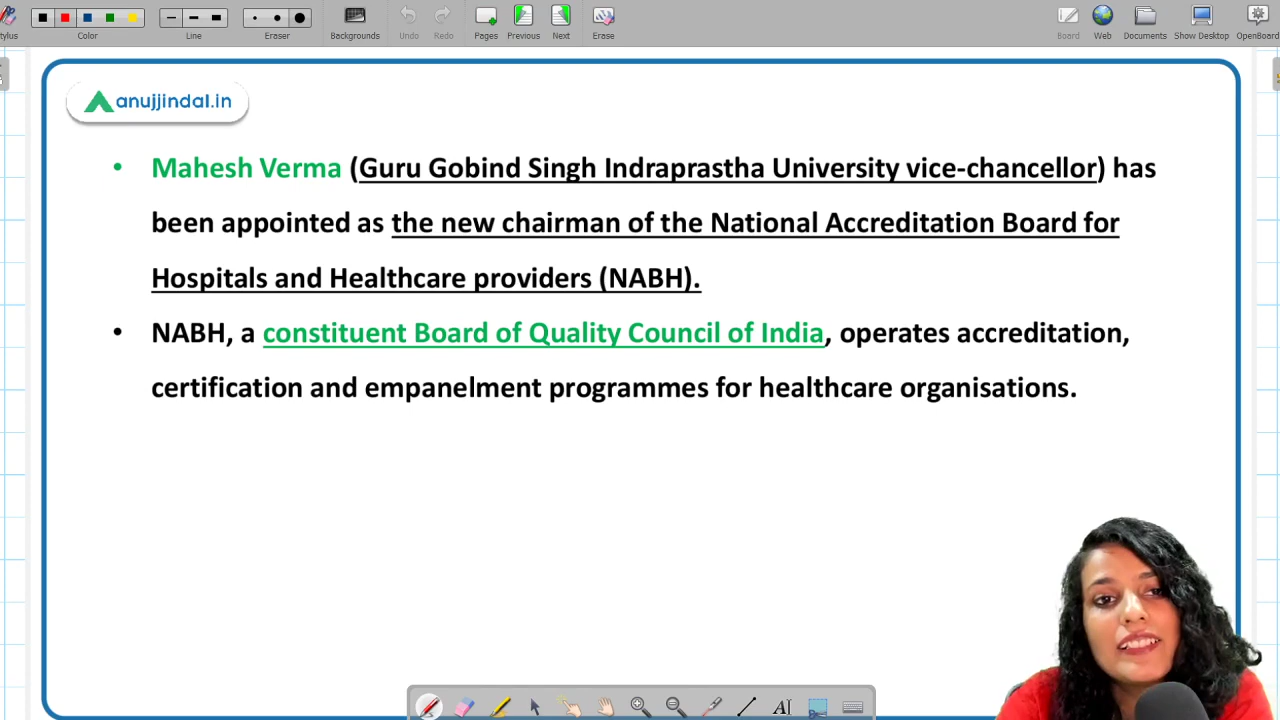 tylus Color Line Eraser Backgrounds Undo Redo Pages Previous Next Erase Board Web Documents Show Desktop OpenBoard
anujjindal.in
• Mahesh Verma (Guru Gobind Singh Indraprastha University vice-chancellor) has
been appointed as the new chairman of the National Accreditation Board for
Hospitals and Healthcare providers (NABH).
• NABH, a constituent Board of Quality Council of India, operates accreditation,
certification and empanelment programmes for healthcare organisations.